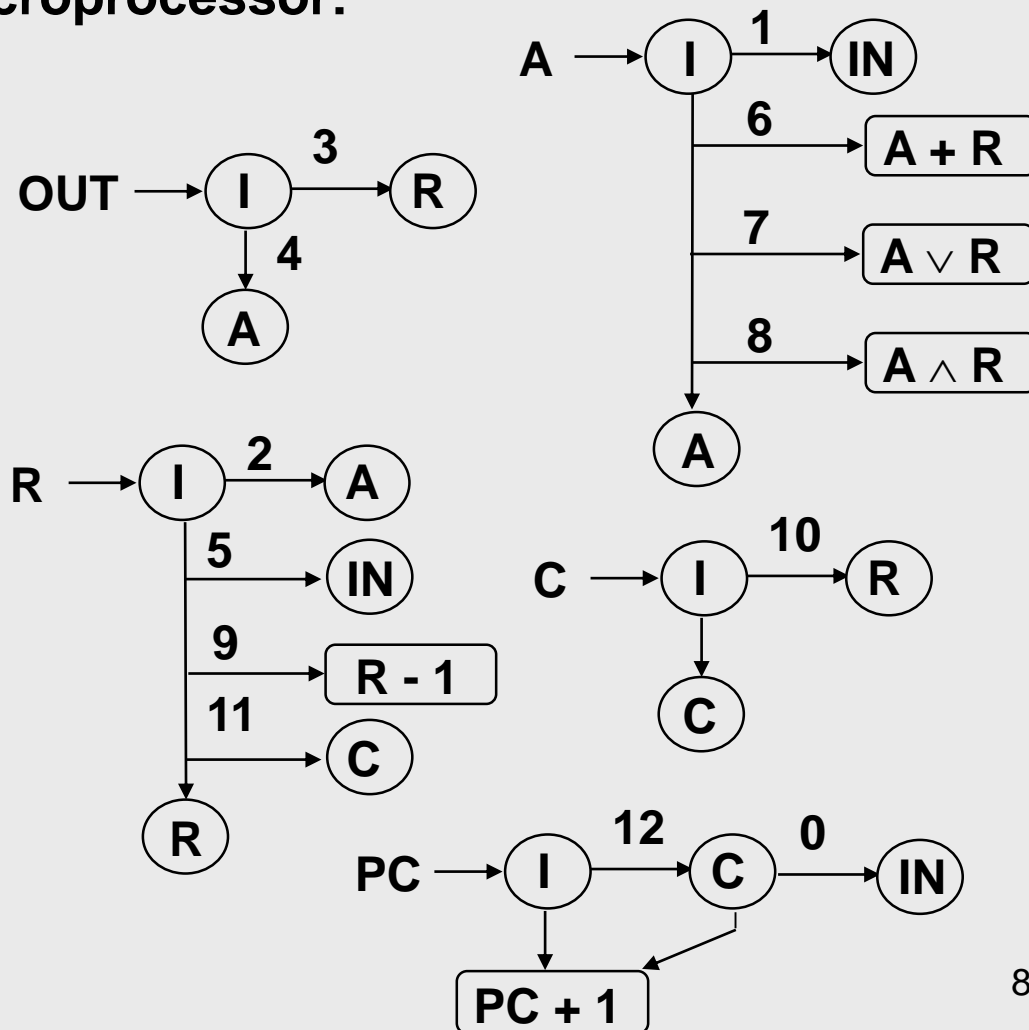 croprocessor:
A I 1 IN
6 A + R
7 A ∨ R
8 A ∧ R
A
OUT I 3 R
4
A
R I 2 A
5 IN
9 R - 1
11 C
R
C I 10 R
C
PC I 12 C 0 IN
PC + 1
8